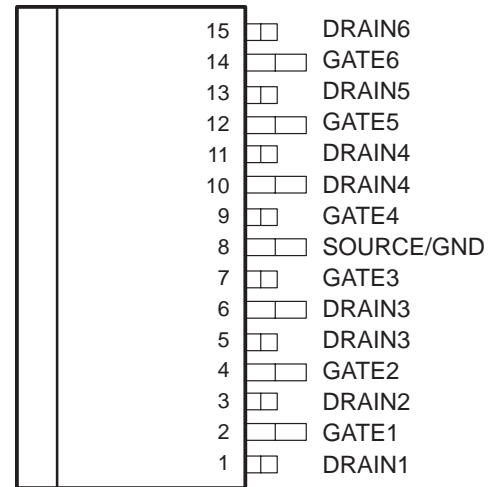 15 DRAIN6
14 GATE6
13 DRAIN5
12 GATE5
11 DRAIN4
10 DRAIN4
9 GATE4
8 SOURCE/GND
7 GATE3
6 DRAIN3
5 DRAIN3
4 GATE2
3 DRAIN2
2 GATE1
1 DRAIN1